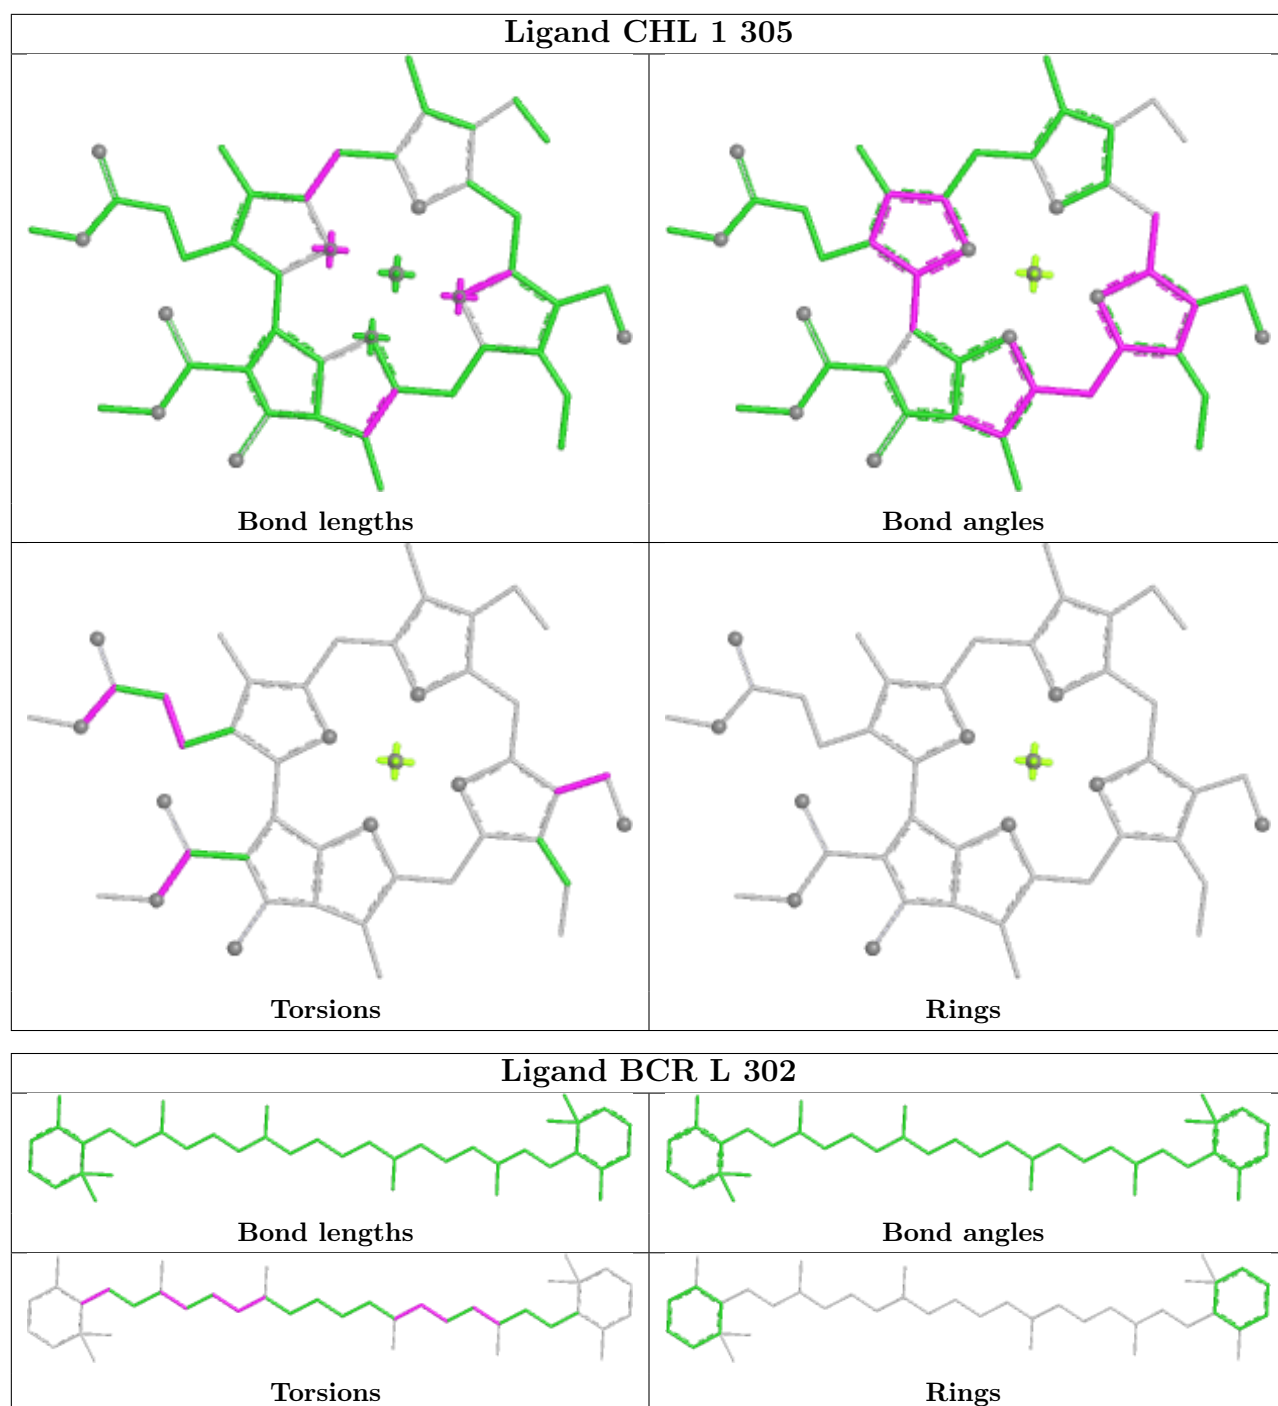 Ligand CHL 1 305
Bond lengths
Bond angles
Torsions
Rings
Ligand BCR L 302
Bond lengths
Bond angles
Torsions
Rings